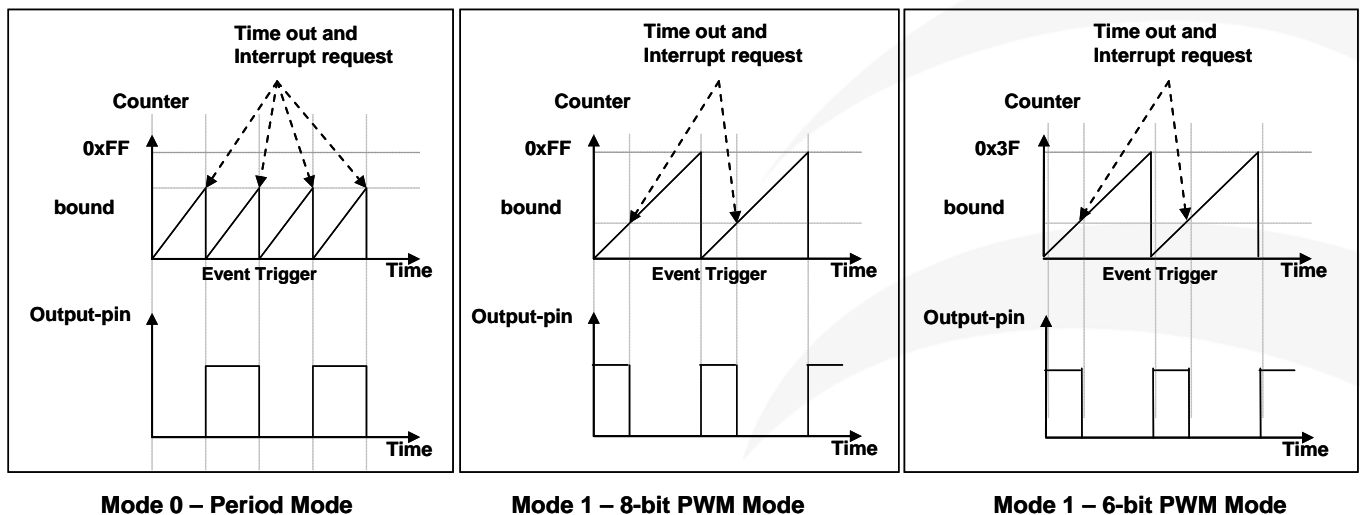 Time out and
Interrupt request
Counter
0xFF
bound
Event Trigger
Time
Output-pin
Time
Mode 0 – Period Mode
Time out and
Interrupt request
Counter
0xFF
bound
Event Trigger
Time
Output-pin
Time
Mode 1 – 8-bit PWM Mode
Time out and
Interrupt request
Counter
0x3F
bound
Event Trigger
Time
Output-pin
Time
Mode 1 – 6-bit PWM Mode